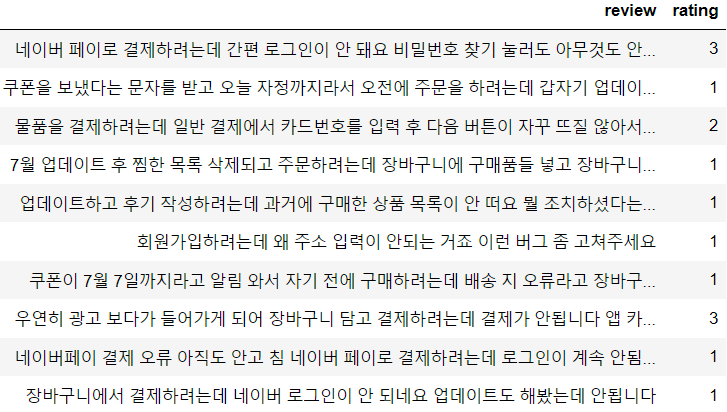 review rating
네이버 페이로 결제하려는데 간편 로그인이 안 돼요 비밀번호 찾기 눌러도 아무것도 안... 3
쿠폰을 보냈다는 문자를 받고 오늘 자정까지라서 오전에 주문을 하려는데 갑자기 업데이... 1
물품을 결제하려는데 일반 결제에서 카드번호를 입력 후 다음 버튼이 자꾸 뜨질 않아서... 2
7월 업데이트 후 찜한 목록 삭제되고 주문하려는데 장바구니에 구매품들 넣고 장바구니... 1
업데이트하고 후기 작성하려는데 과거에 구매한 상품 목록이 안 떠요 뭘 조치하셨다는... 1
회원가입하려는데 왜 주소 입력이 안되는 거죠 이런 버그 좀 고쳐주세요 1
쿠폰이 7월 7일까지라고 알림 와서 자기 전에 구매하려는데 배송 지 오류라고 장바구... 1
우연히 광고 보다가 들어가게 되어 장바구니 담고 결제하려는데 결제가 안됩니다 앱 카... 3
네이버페이 결제 오류 아직도 안고 침 네이버 페이로 결제하려는데 로그인이 계속 안됨... 1
장바구니에서 결제하려는데 네이버 로그인이 안 되네요 업데이트도 해봤는데 안됩니다 1